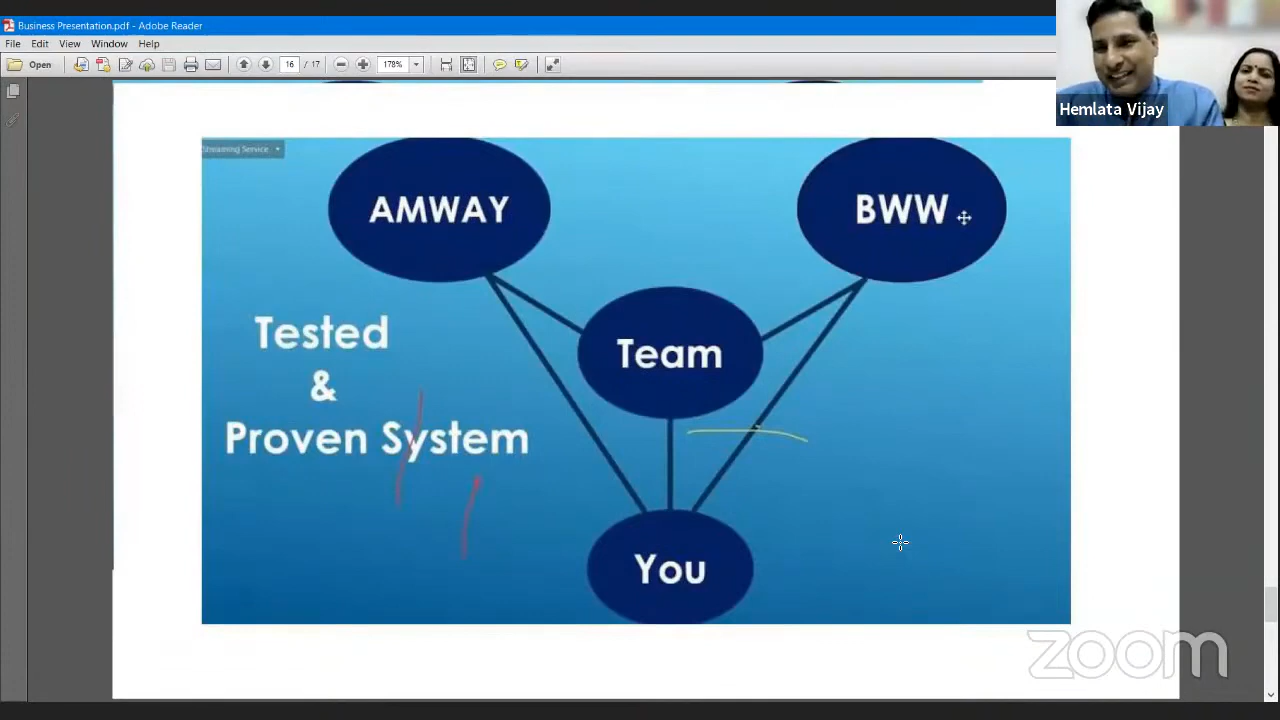 Business Presentation.pdf - Adobe Reader
File Edit View Window Help
Open 16 / 17 178%
Hemlata Vijay
Streaming Service
AMWAY
BWW
Tested
&
Proven System
Team
You
zoom